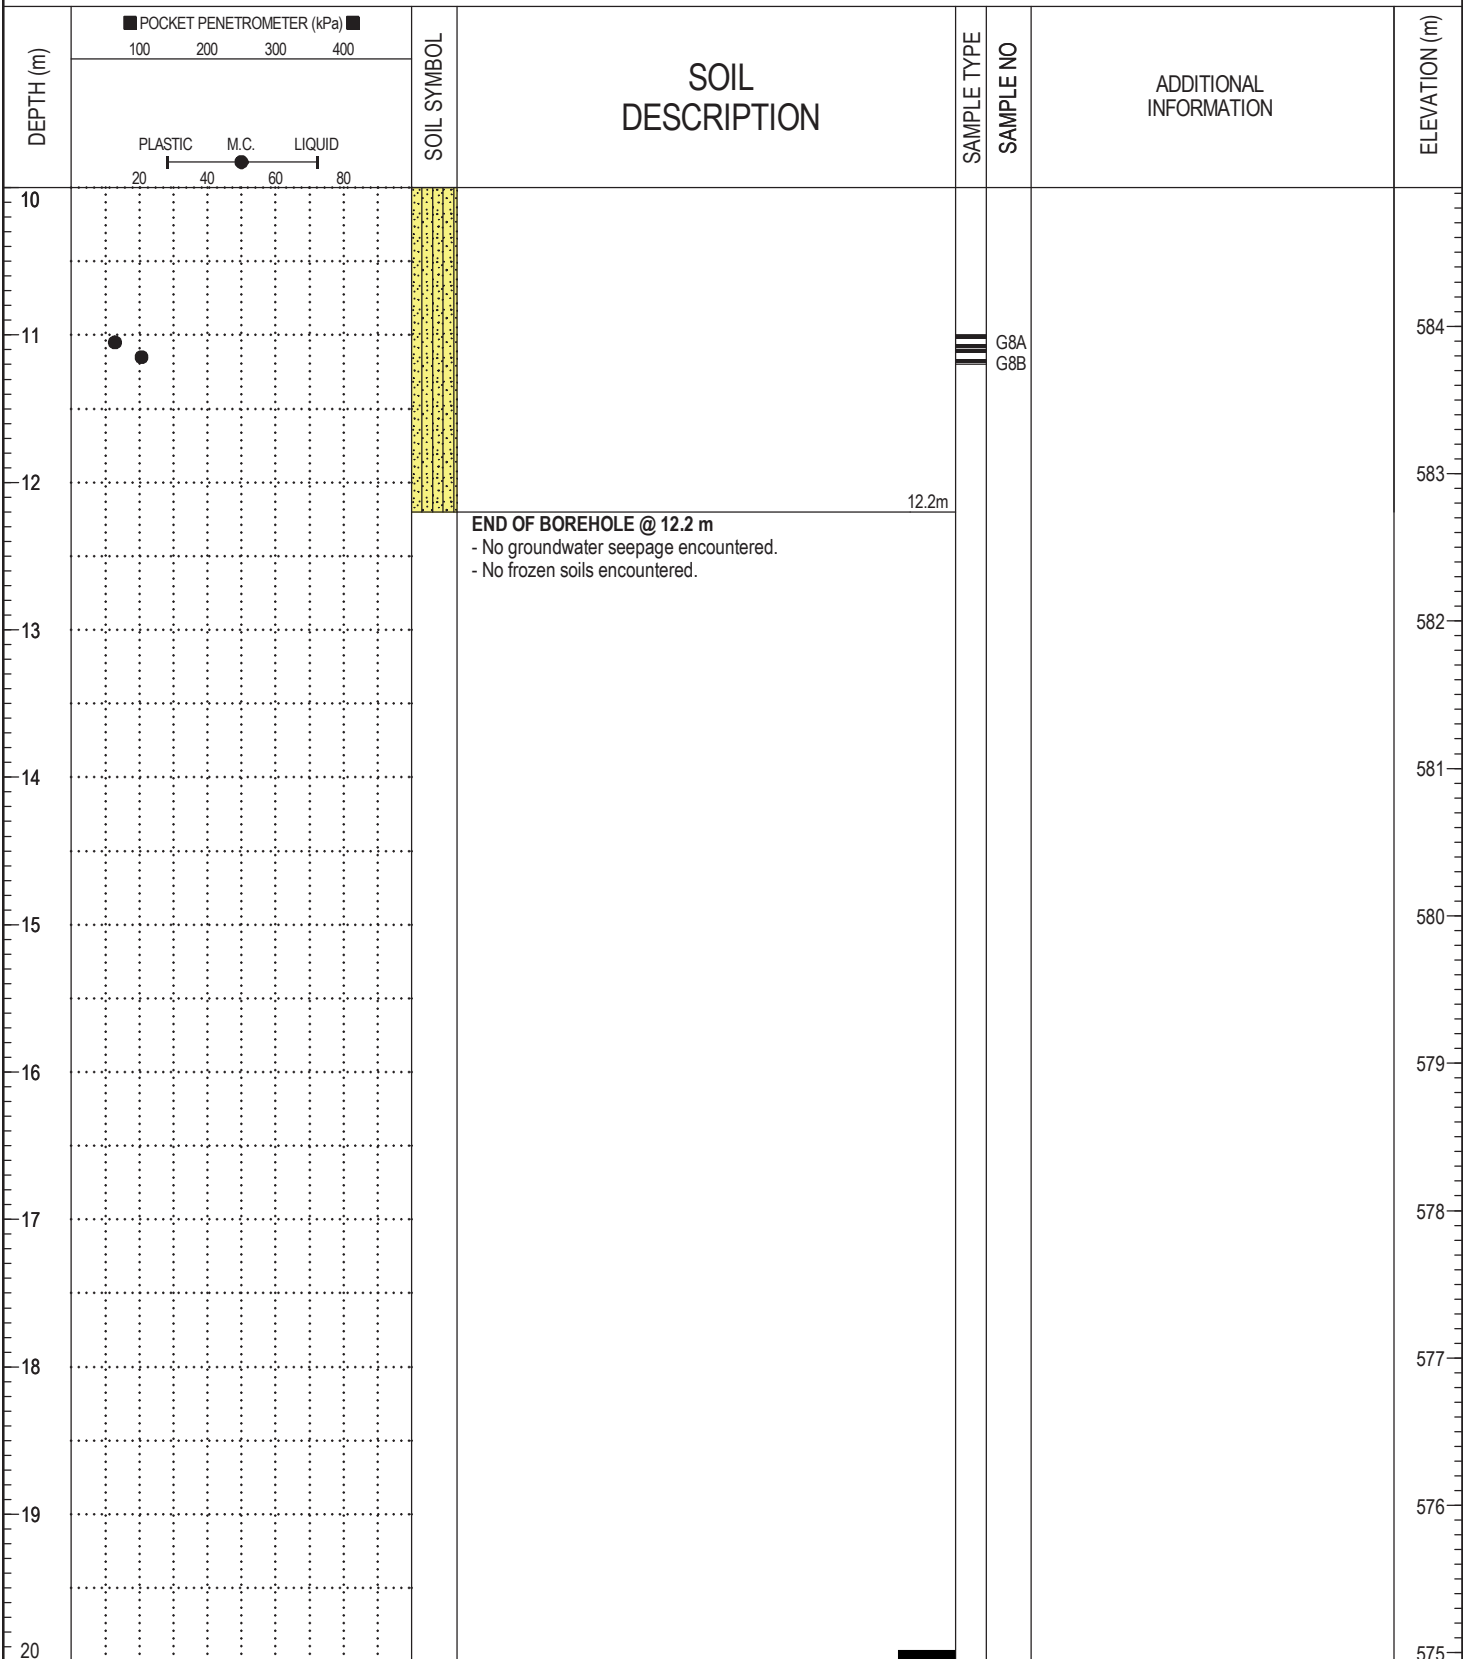 POCKET PENETROMETER (kPa)
100 200 300 400
PLASTIC M.C. LIQUID
20 40 60 80
DEPTH (m)
SOIL SYMBOL
SOIL
DESCRIPTION
SAMPLE TYPE
SAMPLE NO
ADDITIONAL
INFORMATION
ELEVATION (m)
10
11
12
13
14
15
16
17
18
19
20
12.2m
END OF BOREHOLE @ 12.2 m
- No groundwater seepage encountered.
- No frozen soils encountered.
G8A
G8B
584
583
582
581
580
579
578
577
576
575